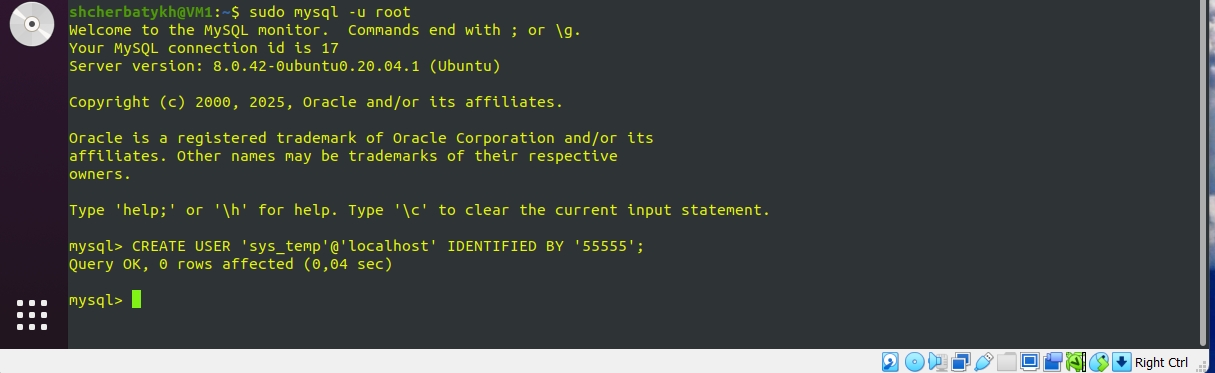 shcherbatykh@VM1:~$ sudo mysql -u root
Welcome to the MySQL monitor.  Commands end with ; or \g.
Your MySQL connection id is 17
Server version: 8.0.42-0ubuntu0.20.04.1 (Ubuntu)
Copyright (c) 2000, 2025, Oracle and/or its affiliates.
Oracle is a registered trademark of Oracle Corporation and/or its
affiliates. Other names may be trademarks of their respective
owners.
Type 'help;' or '\h' for help. Type '\c' to clear the current input statement.
mysql> CREATE USER 'sys_temp'@'localhost' IDENTIFIED BY '55555';
Query OK, 0 rows affected (0,04 sec)
mysql>
Right Ctrl